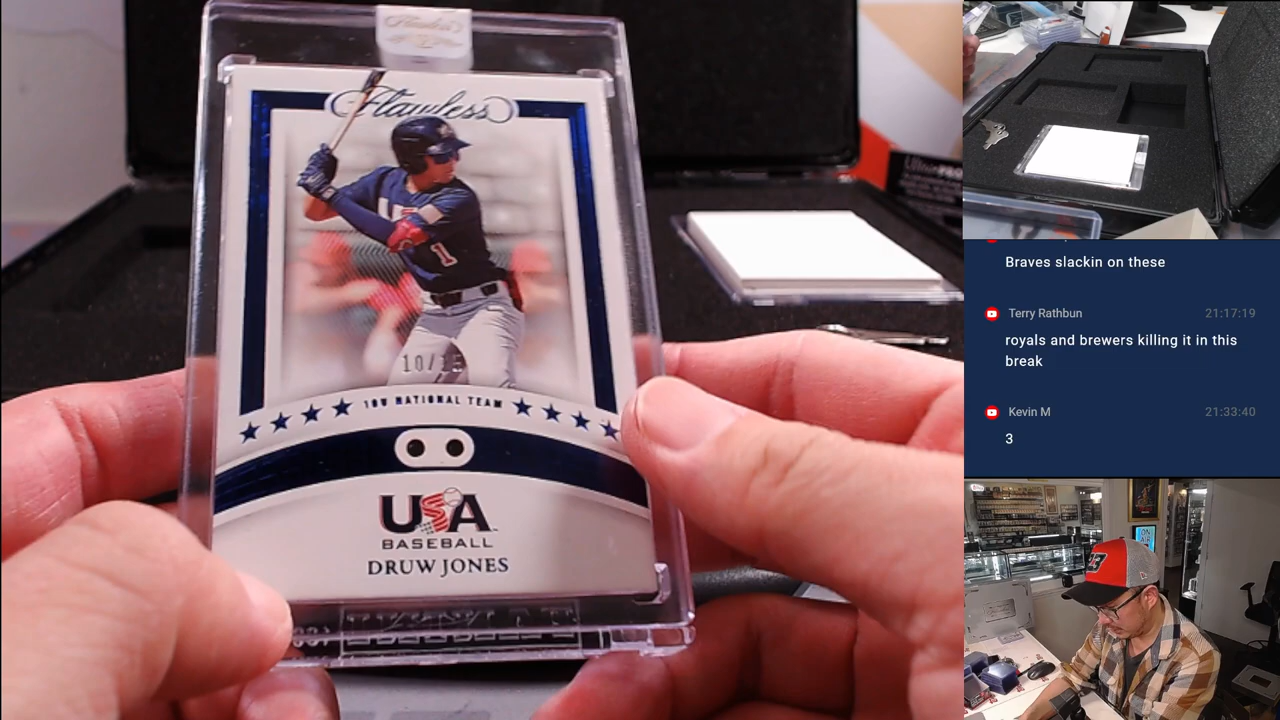 Flawless
1
10/15
18U NATIONAL TEAM
USA
BASEBALL
DRUW JONES
Braves slackin on these
Terry Rathbun 21:17:19
royals and brewers killing it in this
break
Kevin M 21:33:40
3